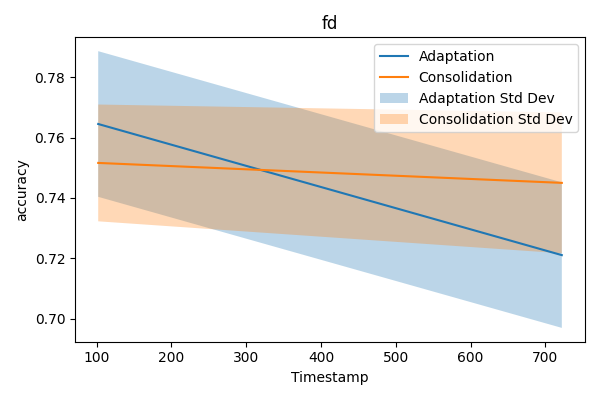 fd
Adaptation
Consolidation
Adaptation Std Dev
Consolidation Std Dev
accuracy
0.78
0.76
0.74
0.72
0.70
100 200 300 400 500 600 700
Timestamp